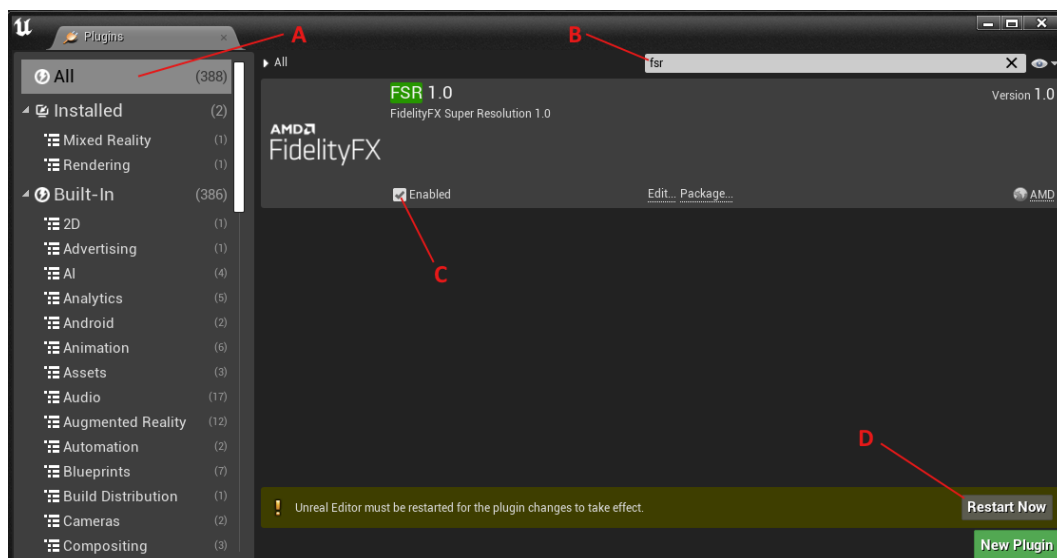 Plugins
A
B
All
fsr
All (388)
Installed (2)
Mixed Reality (1)
Rendering (1)
Built-In (386)
2D (1)
Advertising (1)
AI (4)
Analytics (5)
Android (2)
Animation (6)
Assets (3)
Audio (17)
Augmented Reality (12)
Automation (2)
Blueprints (7)
Build Distribution (1)
Cameras (2)
Compositing (3)
FSR 1.0
Version 1.0
FidelityFX Super Resolution 1.0
AMD
FidelityFX
Enabled
Edit... Package...
AMD
C
D
Unreal Editor must be restarted for the plugin changes to take effect.
Restart Now
New Plugin